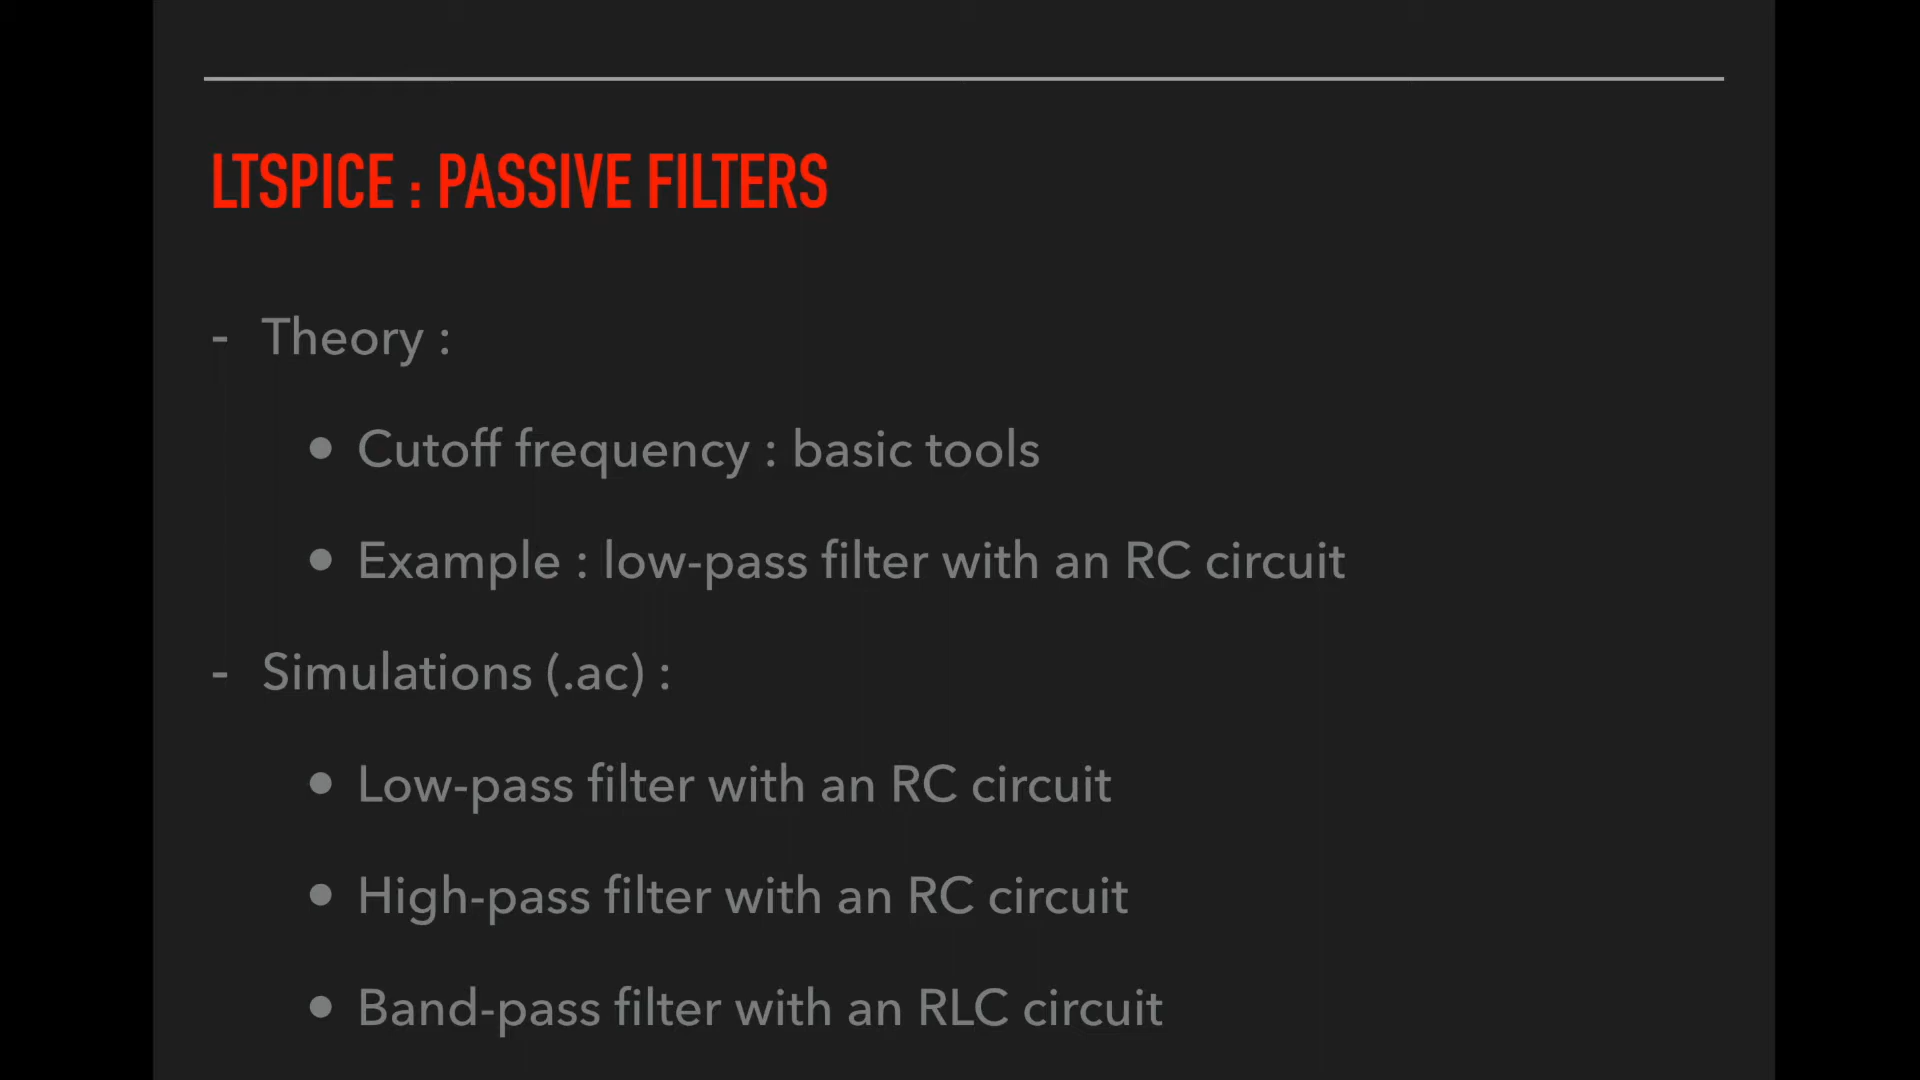 LTSPICE : PASSIVE FILTERS
- Theory :
• Cutoff frequency : basic tools
• Example : low-pass filter with an RC circuit
- Simulations (.ac) :
• Low-pass filter with an RC circuit
• High-pass filter with an RC circuit
• Band-pass filter with an RLC circuit